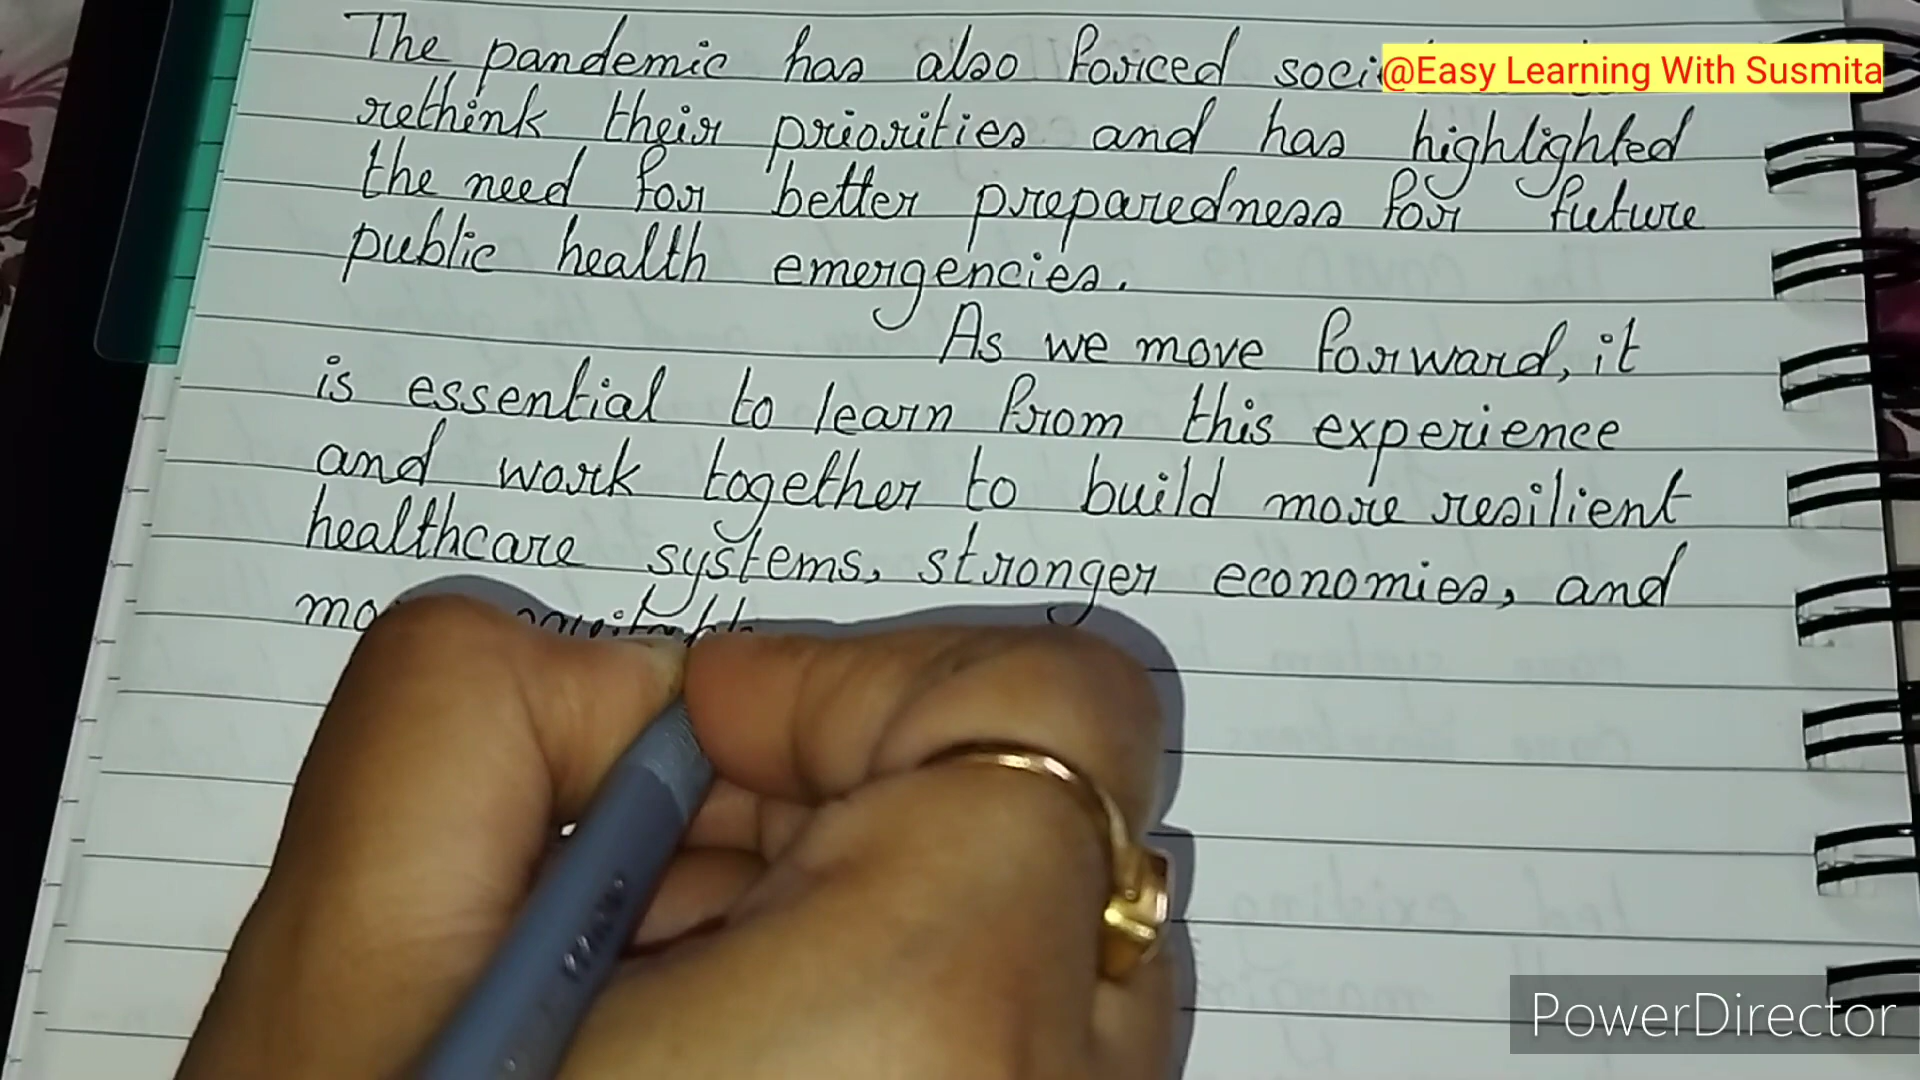 The pandemic has also forced
@Easy Learning With Susmita
rethink their priorities and has highlighted
the need for better preparedness for future
public health emergencies.
As we move forward, it
is essential to learn from this experience
and work together to build more resilient
healthcare systems, stronger economies, and
PowerDirector